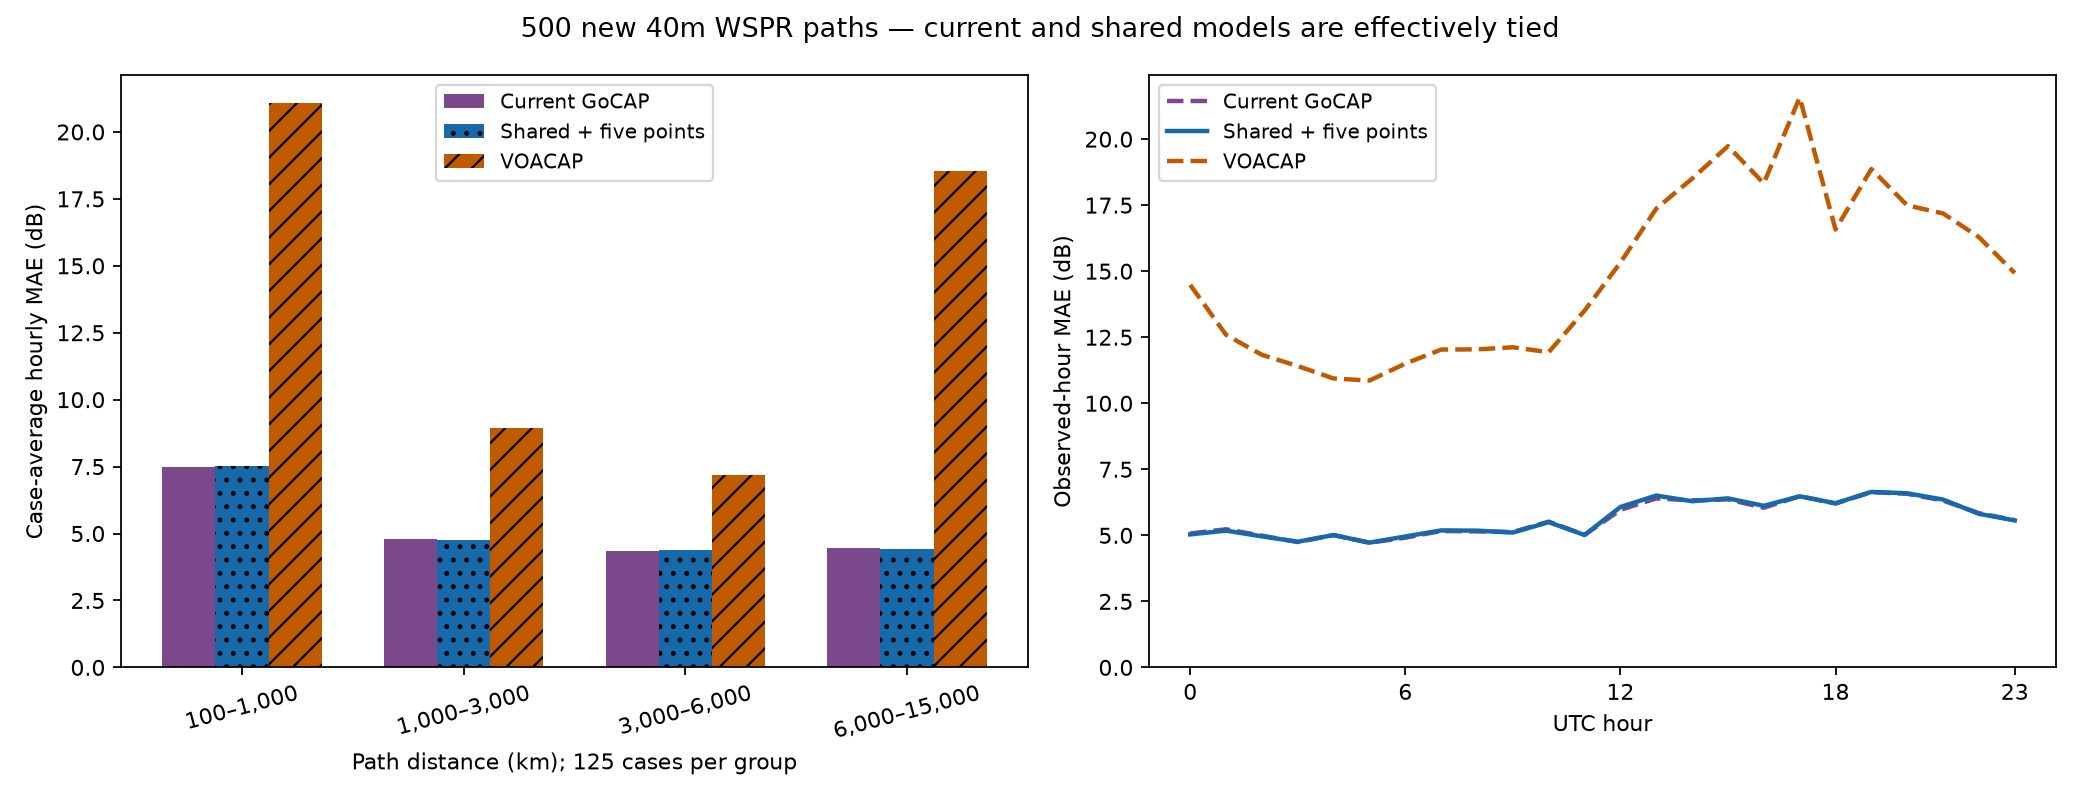 500 new 40m WSPR paths — current and shared models are effectively tied
Case-average hourly MAE (dB)
20.0
17.5
15.0
12.5
10.0
7.5
5.0
2.5
0.0
Current GoCAP
Shared + five points
VOACAP
100–1,000
1,000–3,000
3,000–6,000
6,000–15,000
Path distance (km); 125 cases per group
Observed-hour MAE (dB)
20.0
17.5
15.0
12.5
10.0
7.5
5.0
2.5
0.0
Current GoCAP
Shared + five points
VOACAP
0
6
12
18
23
UTC hour